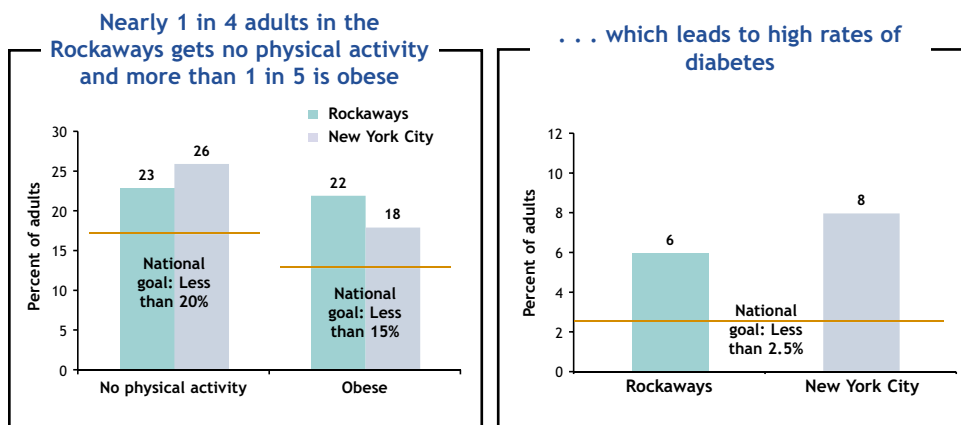 Nearly 1 in 4 adults in the
Rockaways gets no physical activity
and more than 1 in 5 is obese
Rockaways
New York City
Percent of adults
30
25
20
15
10
5
0
23
26
22
18
National
goal: Less
than 20%
National
goal: Less
than 15%
No physical activity
Obese
. . . which leads to high rates of
diabetes
Percent of adults
12
10
8
6
4
2
0
6
8
National
goal: Less
than 2.5%
Rockaways
New York City